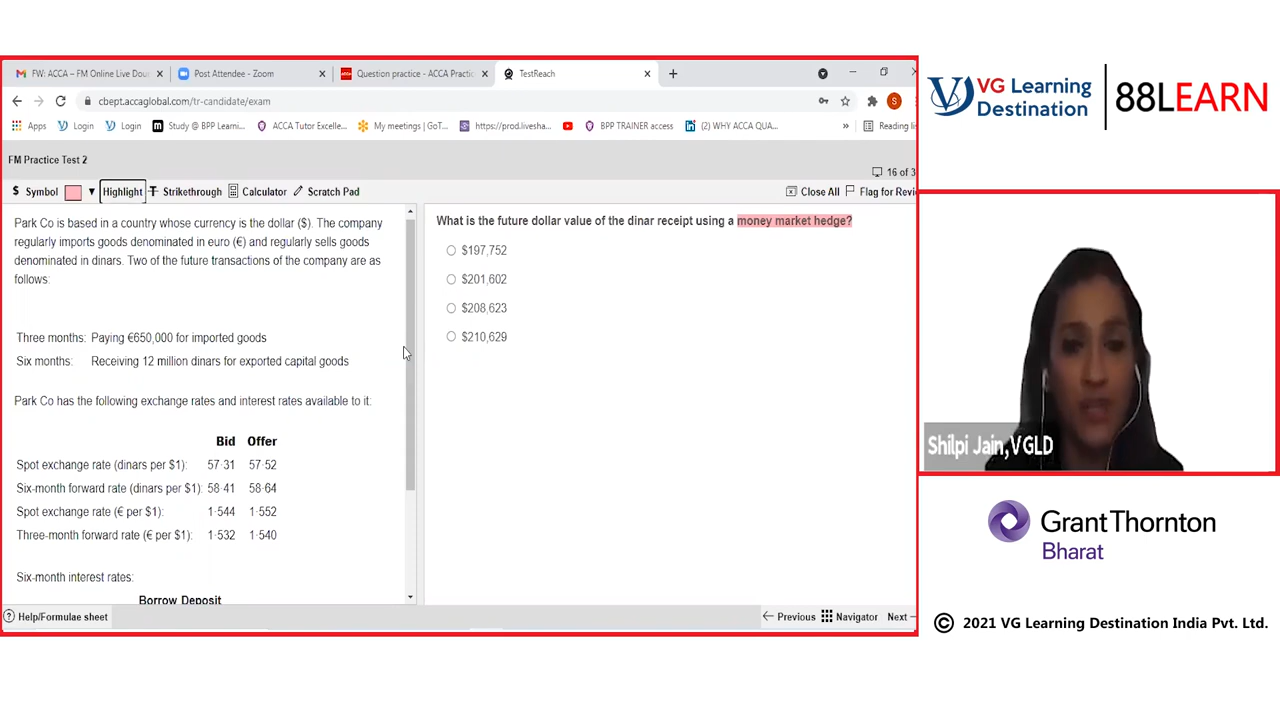 FW: ACCA – FM Online Live Dou
Post Attendee - Zoom
Question practice - ACCA Practic
TestReach
cbept.accaglobal.com/tr-candidate/exam
Apps
Login
Login
Study @ BPP Learni...
ACCA Tutor Excelle...
My meetings | GoT...
https://prod.livesha...
BPP TRAINER access
(2) WHY ACCA QUA...
»
Reading lis
FM Practice Test 2
16 of 3
$ Symbol
Highlight
Strikethrough
Calculator
Scratch Pad
Close All
Flag for Revie
Park Co is based in a country whose currency is the dollar ($). The company
regularly imports goods denominated in euro (€) and regularly sells goods
denominated in dinars. Two of the future transactions of the company are as
follows:
Three months: Paying €650,000 for imported goods
Six months: Receiving 12 million dinars for exported capital goods
Park Co has the following exchange rates and interest rates available to it:
Bid Offer
Spot exchange rate (dinars per $1): 57·31 57·52
Six-month forward rate (dinars per $1): 58·41 58·64
Spot exchange rate (€ per $1): 1·544 1·552
Three-month forward rate (€ per $1): 1·532 1·540
Six-month interest rates:
Borrow Deposit
What is the future dollar value of the dinar receipt using a money market hedge?
$197,752
$201,602
$208,623
$210,629
? Help/Formulae sheet
Previous
Navigator
Next
VG Learning
Destination
88LEARN
Shilpi Jain,VGLD
GrantThornton
Bharat
© 2021 VG Learning Destination India Pvt. Ltd.